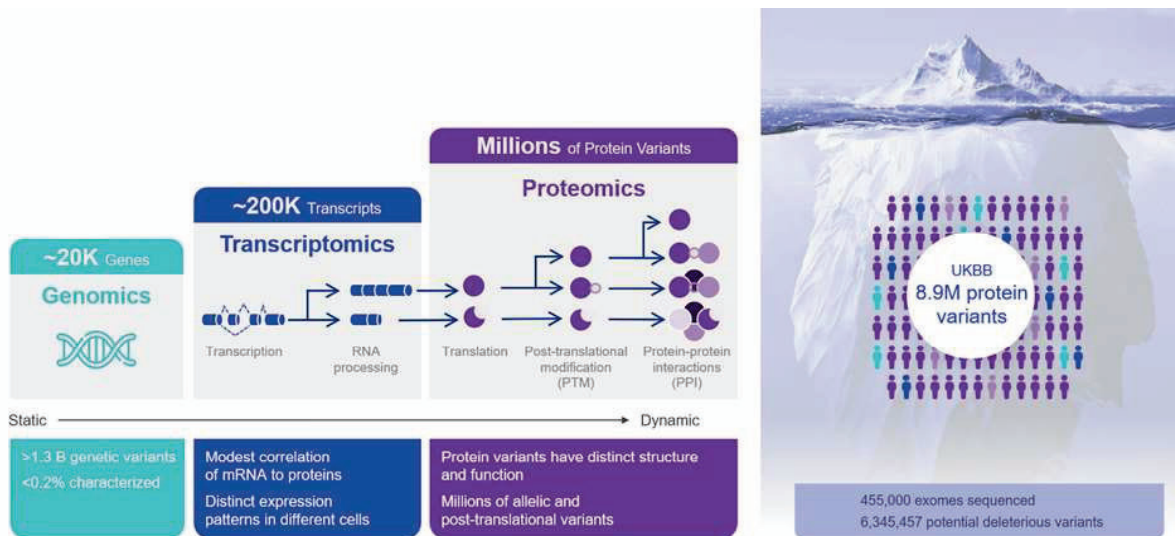 Millions of Protein Variants
Proteomics
~200K Transcripts
Transcriptomics
~20K Genes
Genomics
Transcription
RNA
processing
Translation
Post-translational
modification
(PTM)
Protein-protein
interactions
(PPI)
Static
Dynamic
>1.3 B genetic variants
<0.2% characterized
Modest correlation
of mRNA to proteins
Distinct expression
patterns in different cells
Protein variants have distinct structure
and function
Millions of allelic and
post-translational variants
UKBB
8.9M protein
variants
455,000 exomes sequenced
6,345,457 potential deleterious variants